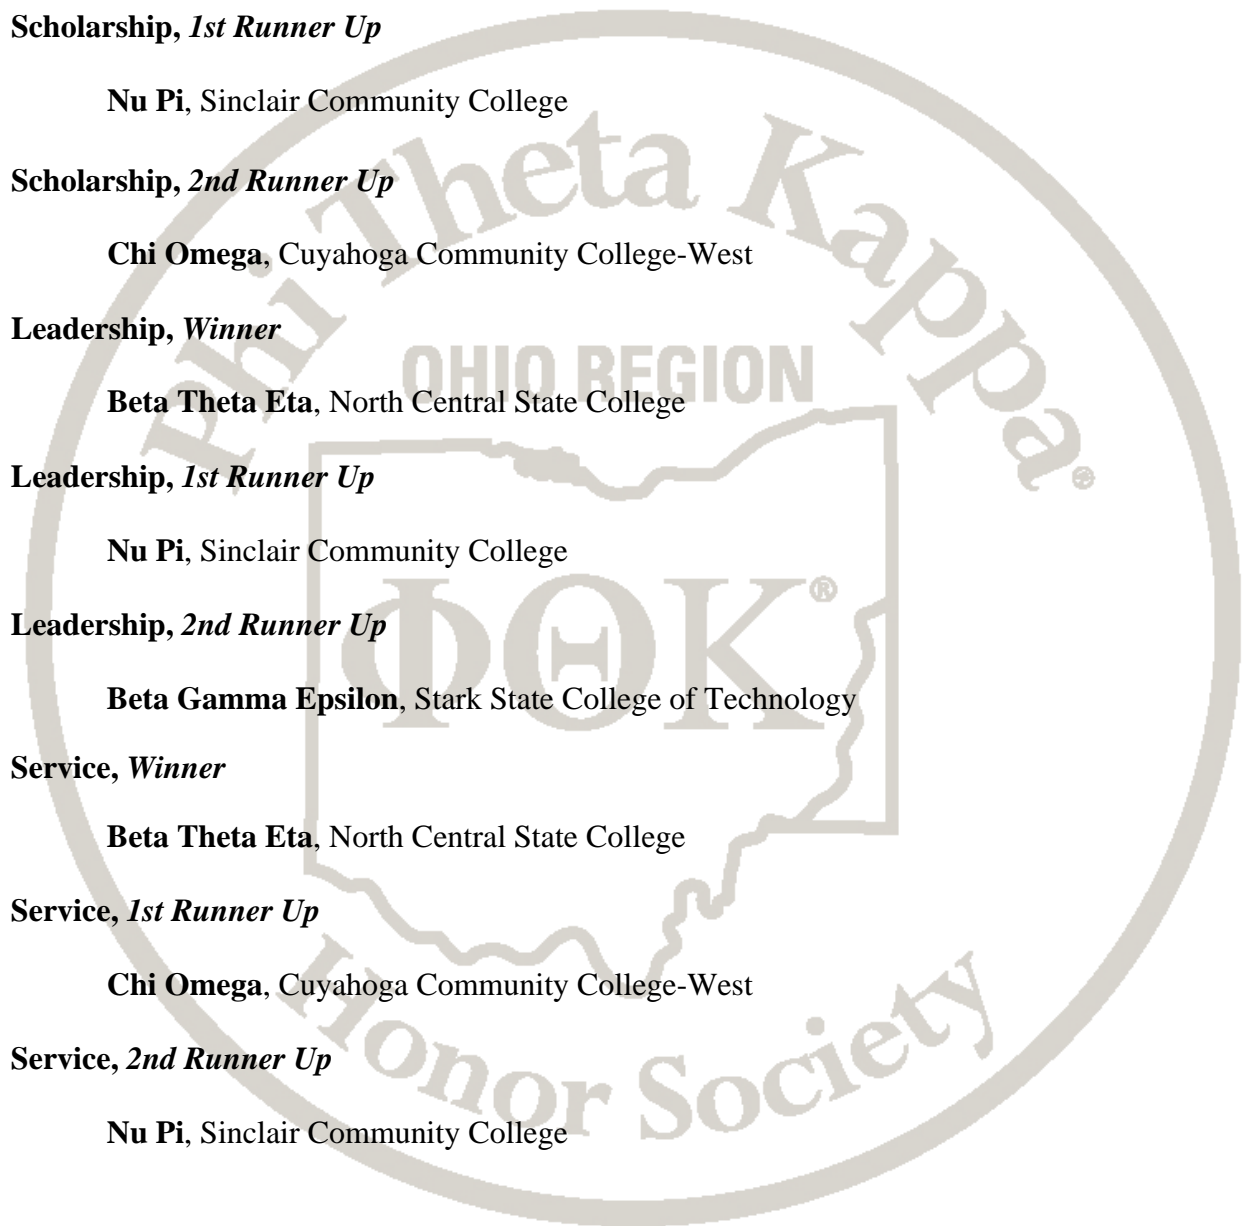 Scholarship, 1st Runner Up
Nu Pi, Sinclair Community College
Scholarship, 2nd Runner Up
Chi Omega, Cuyahoga Community College-West
Leadership, Winner
Beta Theta Eta, North Central State College
Leadership, 1st Runner Up
Nu Pi, Sinclair Community College
Leadership, 2nd Runner Up
Beta Gamma Epsilon, Stark State College of Technology
Service, Winner
Beta Theta Eta, North Central State College
Service, 1st Runner Up
Chi Omega, Cuyahoga Community College-West
Service, 2nd Runner Up
Nu Pi, Sinclair Community College
Phi Theta Kappa®
OHIO REGION
ΦΘΚ®
Honor Society